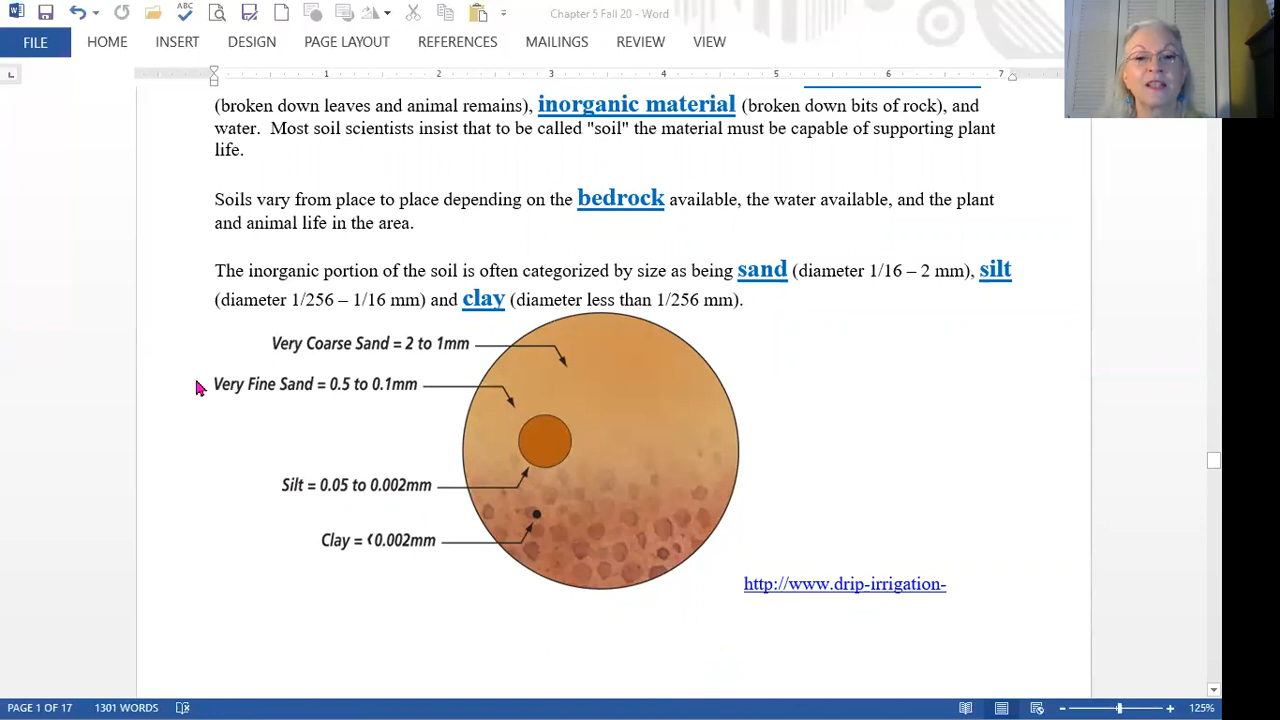 Chapter 5 Fall 20 - Word
FILE HOME INSERT DESIGN PAGE LAYOUT REFERENCES MAILINGS REVIEW VIEW
1 2 3 4 5 6 7
(broken down leaves and animal remains), inorganic material (broken down bits of rock), and
water. Most soil scientists insist that to be called "soil" the material must be capable of supporting plant
life.
Soils vary from place to place depending on the bedrock available, the water available, and the plant
and animal life in the area.
The inorganic portion of the soil is often categorized by size as being sand (diameter 1/16 – 2 mm), silt
(diameter 1/256 – 1/16 mm) and clay (diameter less than 1/256 mm).
Very Coarse Sand = 2 to 1mm
Very Fine Sand = 0.5 to 0.1mm
Silt = 0.05 to 0.002mm
Clay = <0.002mm
http://www.drip-irrigation-
PAGE 1 OF 17 1301 WORDS 125%